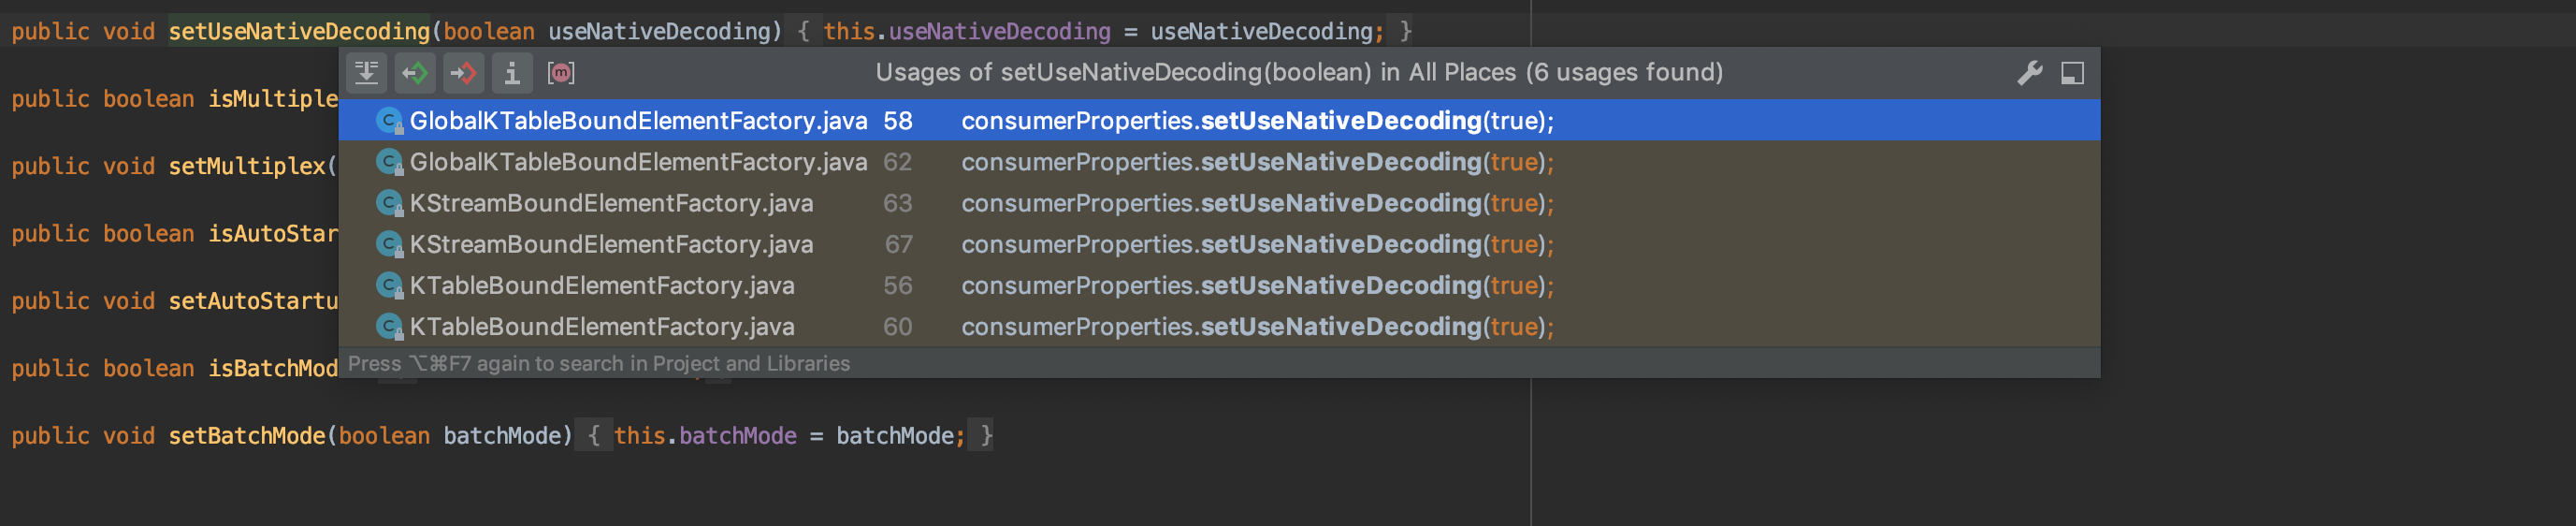 public void setUseNativeDecoding(boolean useNativeDecoding) { this.useNativeDecoding = useNativeDecoding; }
Usages of setUseNativeDecoding(boolean) in All Places (6 usages found)
public boolean isMultiple
GlobalKTableBoundElementFactory.java 58 consumerProperties.setUseNativeDecoding(true);
GlobalKTableBoundElementFactory.java 62 consumerProperties.setUseNativeDecoding(true);
public void setMultiplex(
KStreamBoundElementFactory.java 63 consumerProperties.setUseNativeDecoding(true);
public boolean isAutoStar
KStreamBoundElementFactory.java 67 consumerProperties.setUseNativeDecoding(true);
KTableBoundElementFactory.java 56 consumerProperties.setUseNativeDecoding(true);
public void setAutoStartu
KTableBoundElementFactory.java 60 consumerProperties.setUseNativeDecoding(true);
public boolean isBatchMod
Press ⌥⌘F7 again to search in Project and Libraries
public void setBatchMode(boolean batchMode) { this.batchMode = batchMode; }